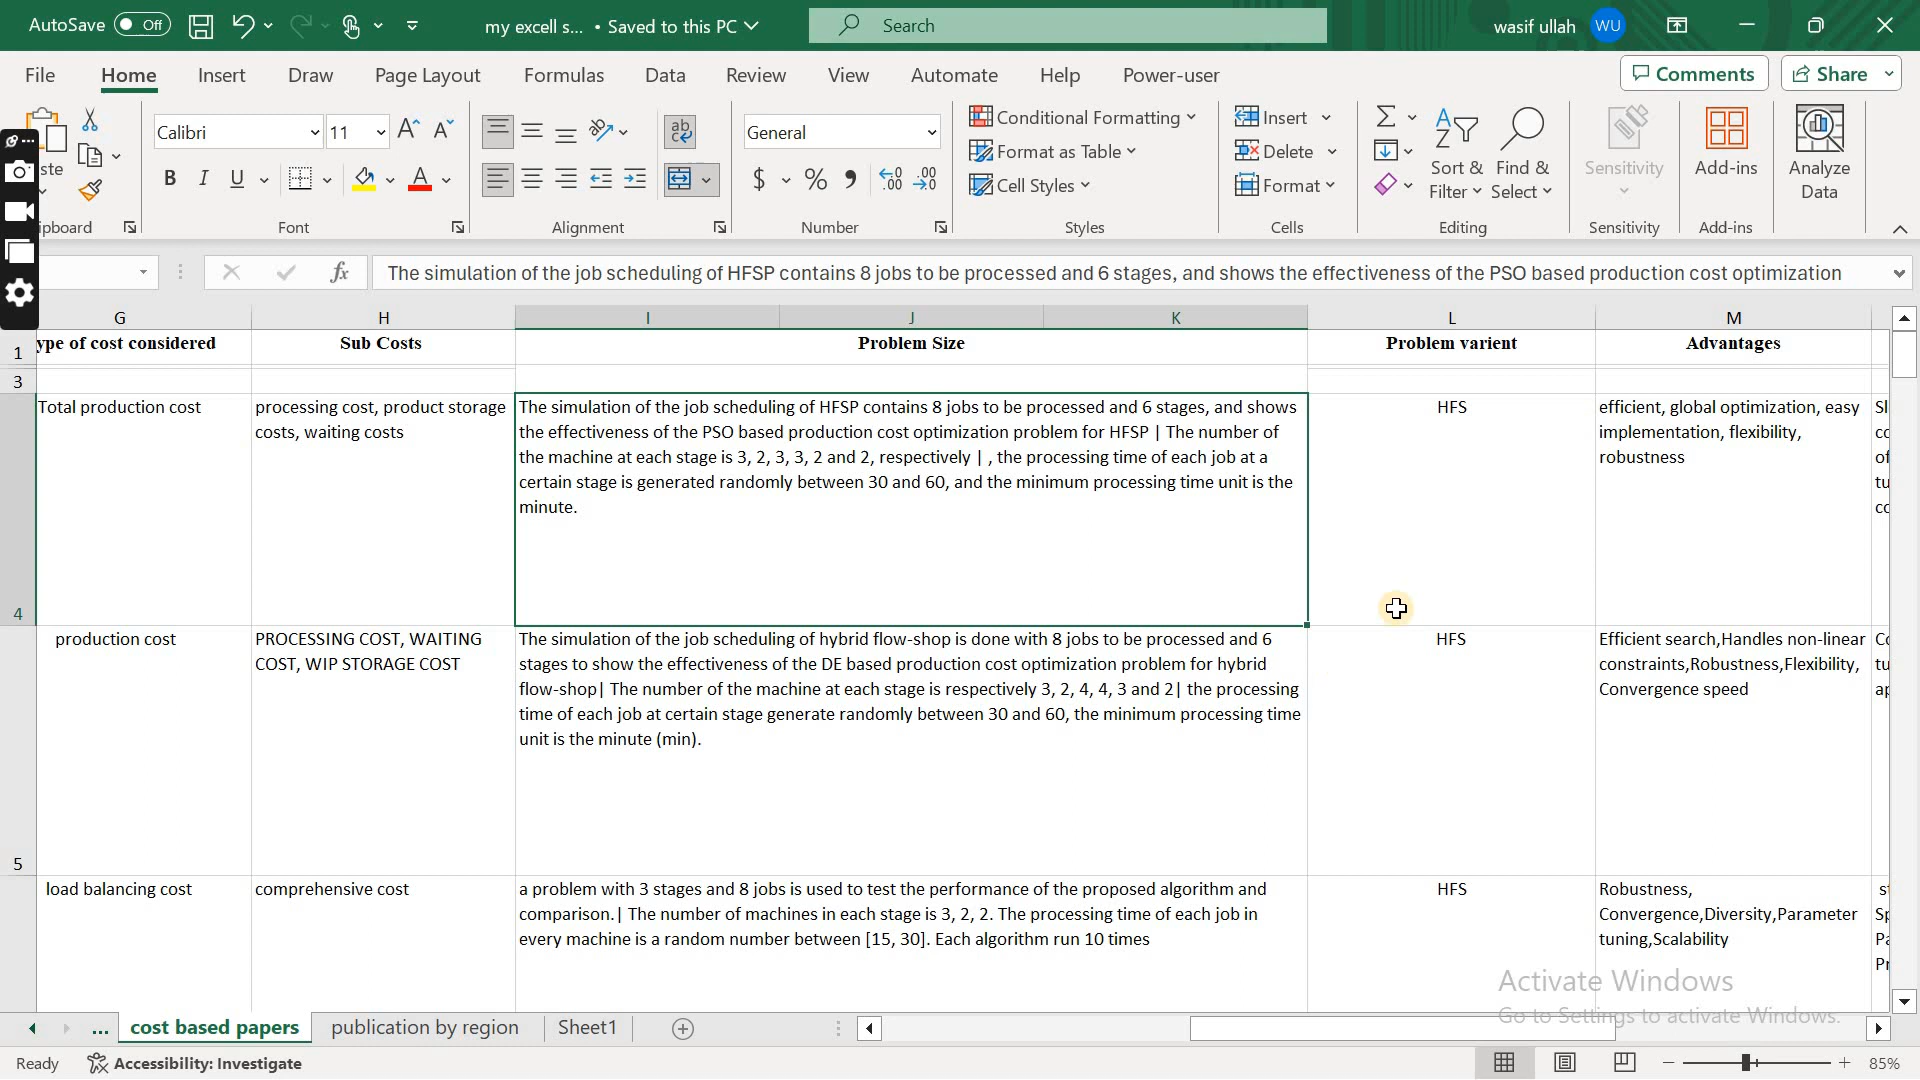 AutoSave Off my excell s... • Saved to this PC Search wasif ullah WU
File Home Insert Draw Page Layout Formulas Data Review View Automate Help Power-user Comments Share
Calibri 11 General Conditional Formatting Insert
ste Format as Table Delete Sort & Find & Sensitivity Add-ins Analyze
B I U $ % Cell Styles Format Filter Select Data
pboard Font Alignment Number Styles Cells Editing Sensitivity Add-ins
fx The simulation of the job scheduling of HFSP contains 8 jobs to be processed and 6 stages, and shows the effectiveness of the PSO based production cost optimization
G H I J K L M
1 ype of cost considered Sub Costs Problem Size Problem varient Advantages
3
4
Total production cost
processing cost, product storage
costs, waiting costs
The simulation of the job scheduling of HFSP contains 8 jobs to be processed and 6 stages, and shows
the effectiveness of the PSO based production cost optimization problem for HFSP | The number of
the machine at each stage is 3, 2, 3, 3, 2 and 2, respectively | , the processing time of each job at a
certain stage is generated randomly between 30 and 60, and the minimum processing time unit is the
minute.
HFS
efficient, global optimization, easy
implementation, flexibility,
robustness
5
production cost
PROCESSING COST, WAITING
COST, WIP STORAGE COST
The simulation of the job scheduling of hybrid flow-shop is done with 8 jobs to be processed and 6
stages to show the effectiveness of the DE based production cost optimization problem for hybrid
flow-shop| The number of the machine at each stage is respectively 3, 2, 4, 4, 3 and 2| the processing
time of each job at certain stage generate randomly between 30 and 60, the minimum processing time
unit is the minute (min).
HFS
Efficient search,Handles non-linear
constraints,Robustness,Flexibility,
Convergence speed
load balancing cost
comprehensive cost
a problem with 3 stages and 8 jobs is used to test the performance of the proposed algorithm and
comparison.| The number of machines in each stage is 3, 2, 2. The processing time of each job in
every machine is a random number between [15, 30]. Each algorithm run 10 times
HFS
Robustness,
Convergence,Diversity,Parameter
tuning,Scalability
Activate Windows
Go to Settings to activate Windows.
... cost based papers publication by region Sheet1
Ready Accessibility: Investigate 85%